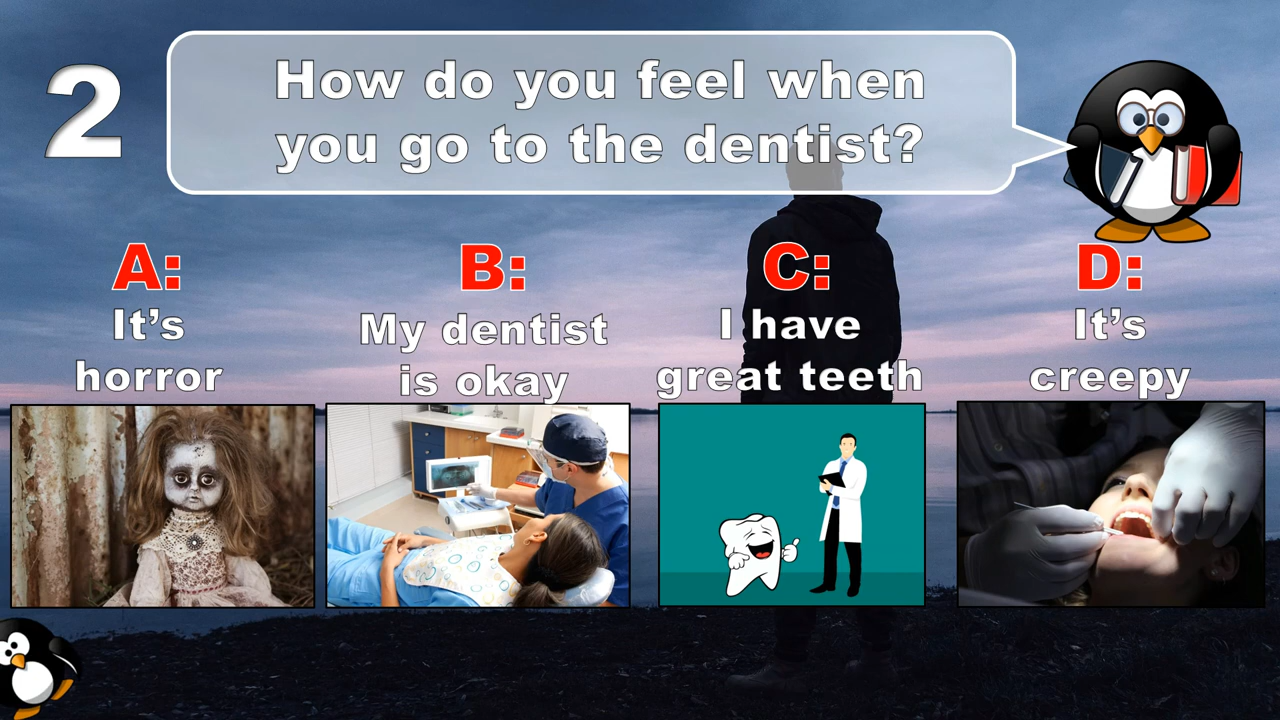 2
How do you feel when
you go to the dentist?
A:
It’s
horror
B:
My dentist
is okay
C:
I have
great teeth
D:
It’s
creepy